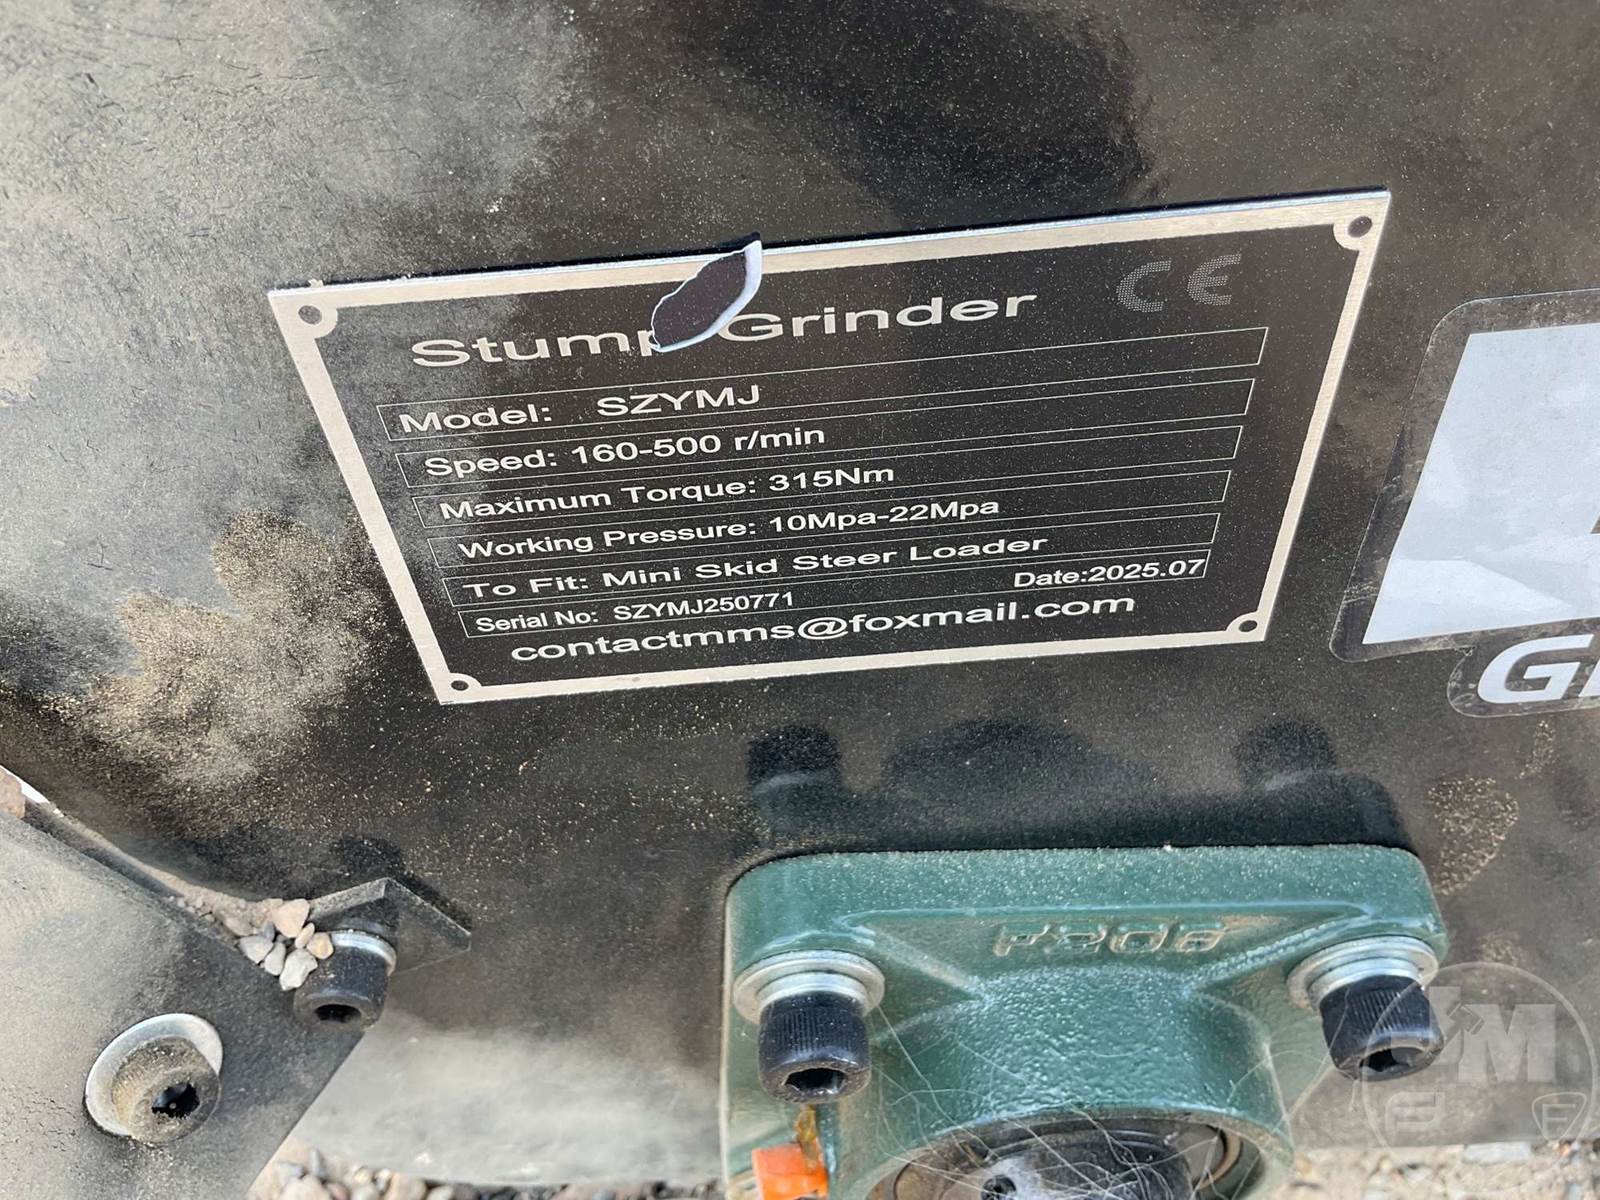 Stump Grinder
CE
Model: SZYMJ
Speed: 160-500 r/min
Maximum Torque: 315Nm
Working Pressure: 10Mpa-22Mpa
To Fit: Mini Skid Steer Loader
Serial No: SZYMJ250771 Date:2025.07
contactmms@foxmail.com